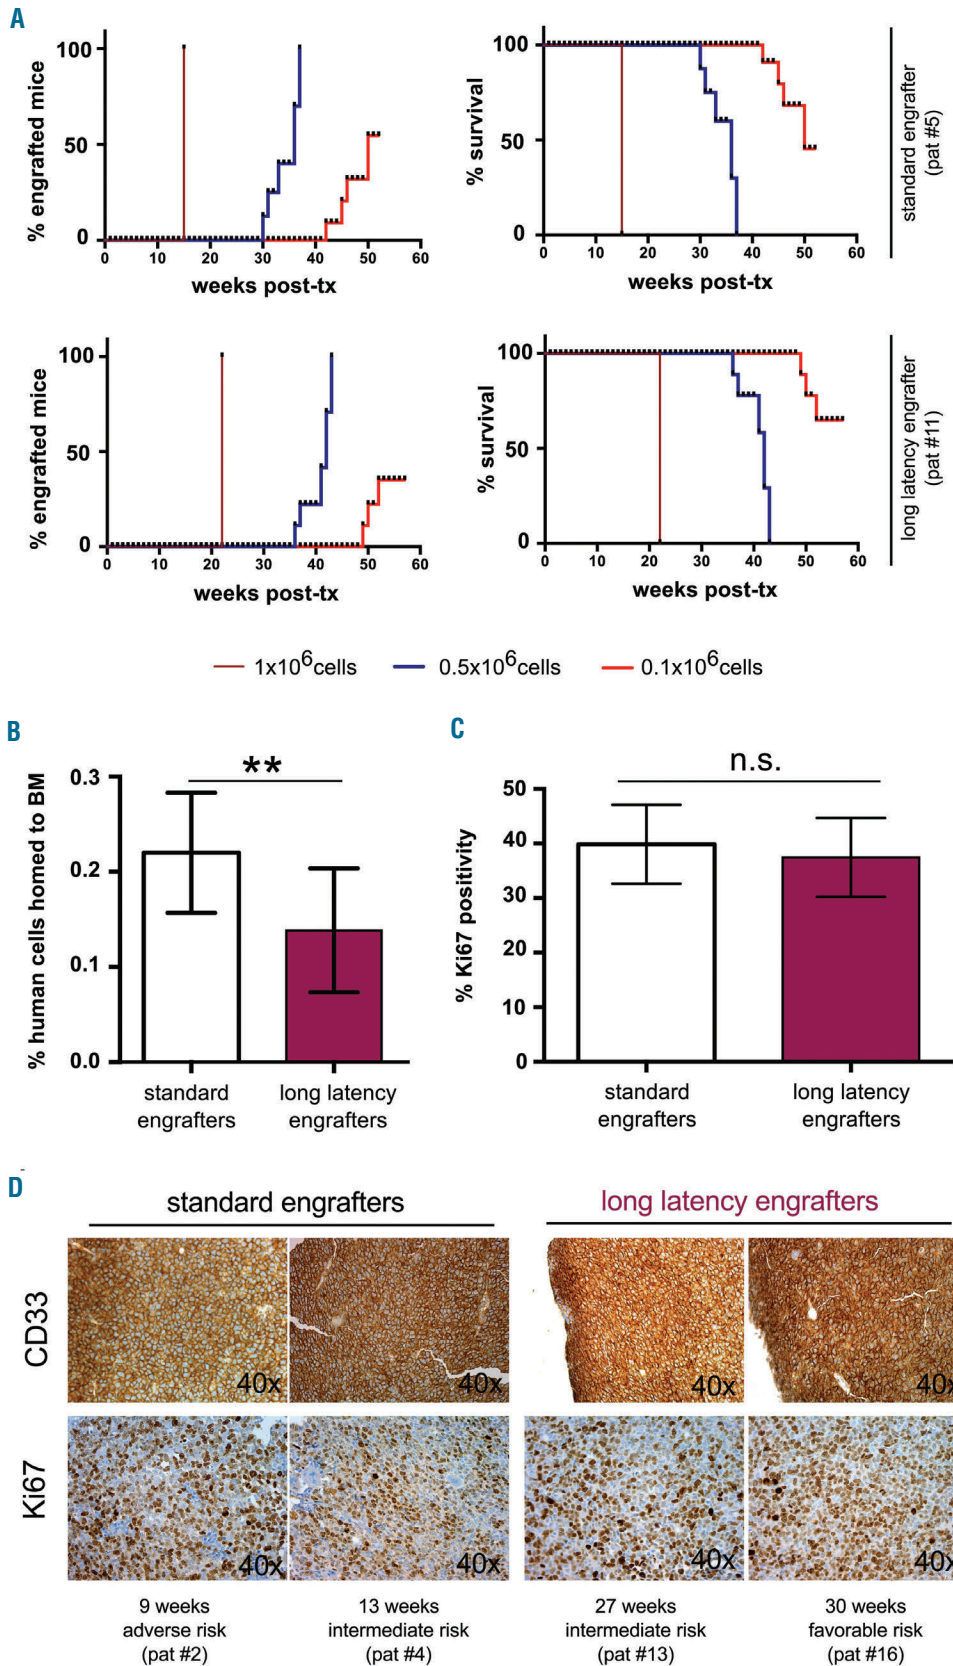 A
% engrafted mice
100
50
0
0 10 20 30 40 50 60
weeks post-tx
% survival
100
50
0
0 10 20 30 40 50 60
weeks post-tx
standard engrafter
(pat #5)
% engrafted mice
100
50
0
0 10 20 30 40 50 60
weeks post-tx
% survival
100
50
0
0 10 20 30 40 50 60
weeks post-tx
long latency engrafter
(pat #11)
1x10⁶cells
0.5x10⁶cells
0.1x10⁶cells
B
% human cells homed to BM
0.3
0.2
0.1
0.0
**
standard
engrafters
long latency
engrafters
C
% Ki67 positivity
50
40
30
20
10
0
n.s.
standard
engrafters
long latency
engrafters
D
standard engrafters
long latency engrafters
CD33
40x
40x
40x
40x
Ki67
40x
40x
40x
40x
9 weeks
adverse risk
(pat #2)
13 weeks
intermediate risk
(pat #4)
27 weeks
intermediate risk
(pat #13)
30 weeks
favorable risk
(pat #16)